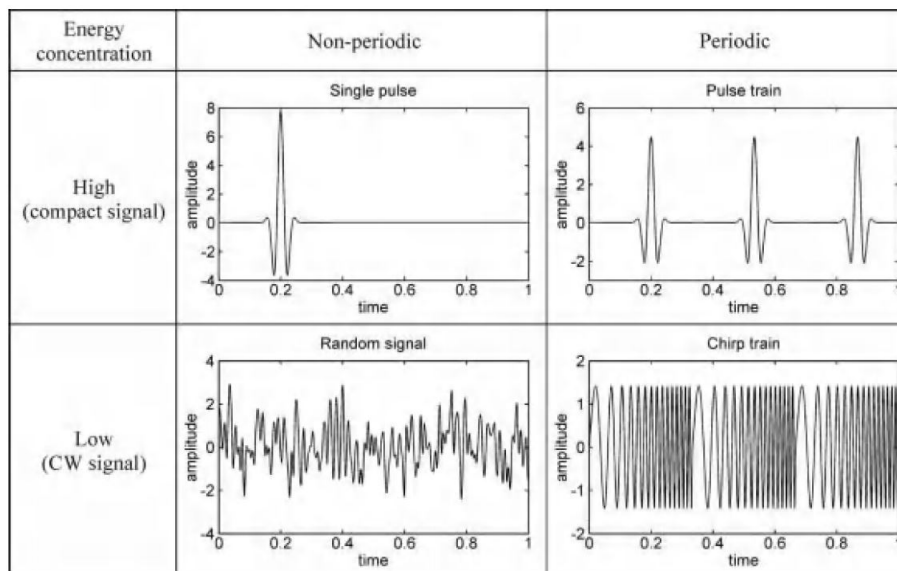 Energy
concentration
Non-periodic
Periodic
High
(compact signal)
Single pulse
8
6
4
2
0
-2
-4
amplitude
0 0.2 0.4 0.6 0.8 1
time
Pulse train
6
4
2
0
-2
amplitude
0 0.2 0.4 0.6 0.8 1
time
Low
(CW signal)
Random signal
4
2
0
-2
-4
amplitude
0 0.2 0.4 0.6 0.8 1
time
Chirp train
2
1
0
-1
-2
amplitude
0 0.2 0.4 0.6 0.8 1
time